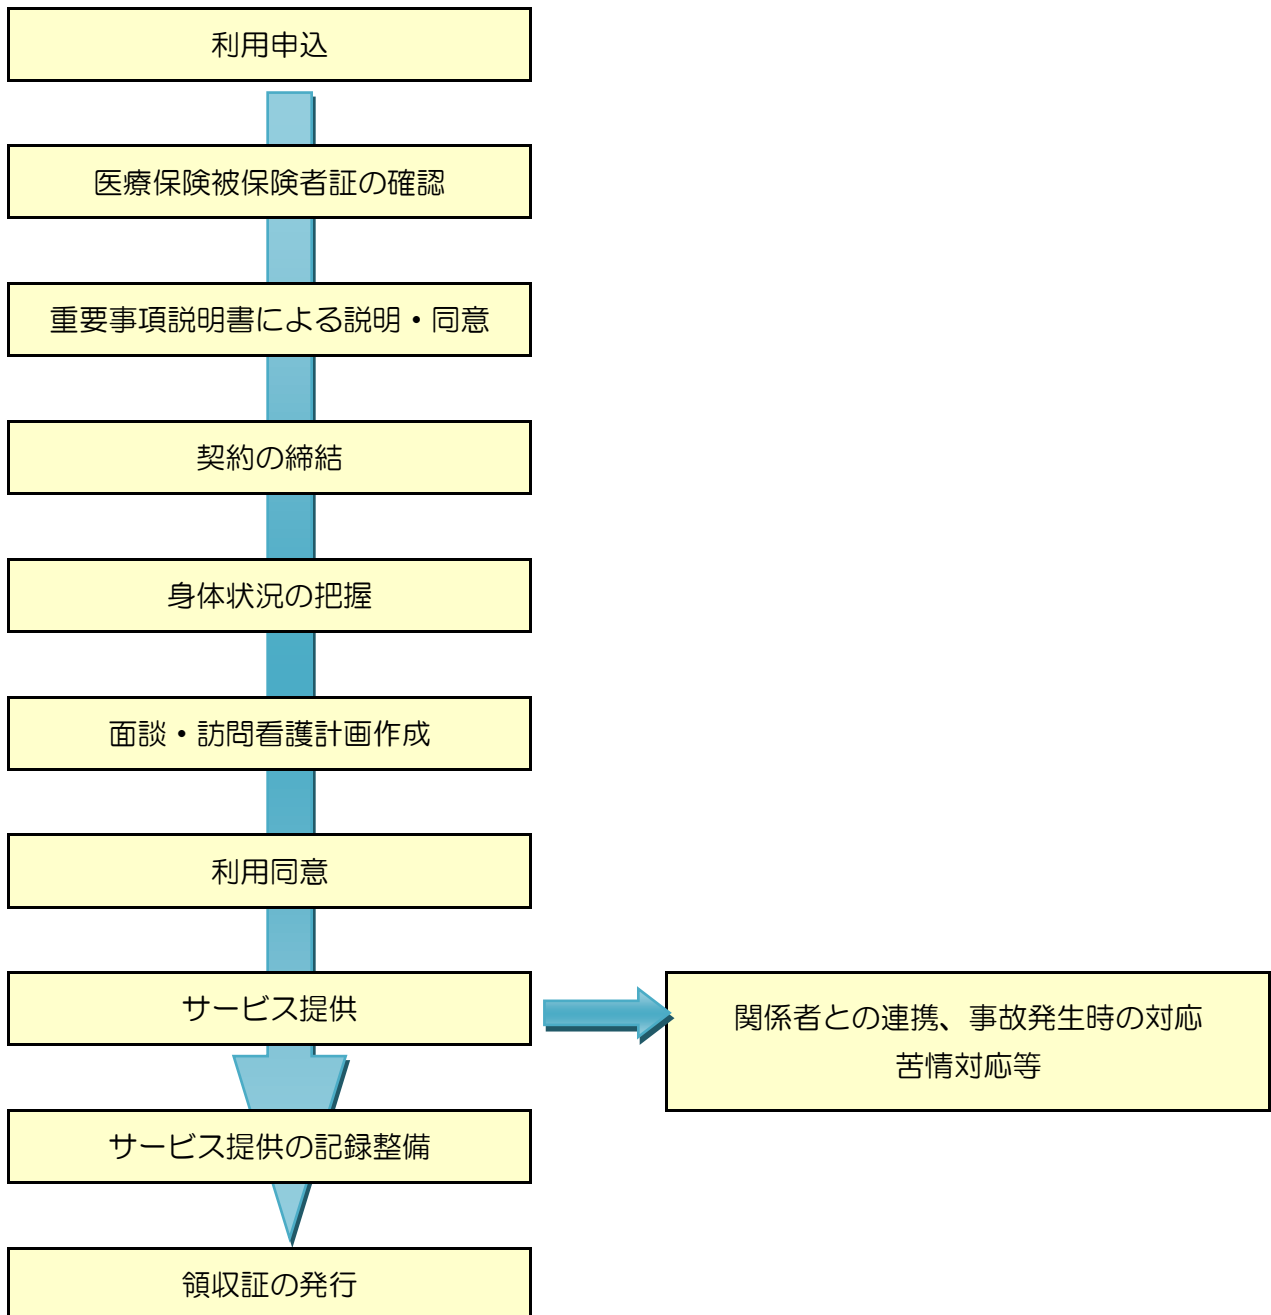 利用申込
医療保険被保険者証の確認
重要事項説明書による説明・同意
契約の締結
身体状況の把握
面談・訪問看護計画作成
利用同意
サービス提供
関係者との連携、事故発生時の対応
苦情対応等
サービス提供の記録整備
領収証の発行